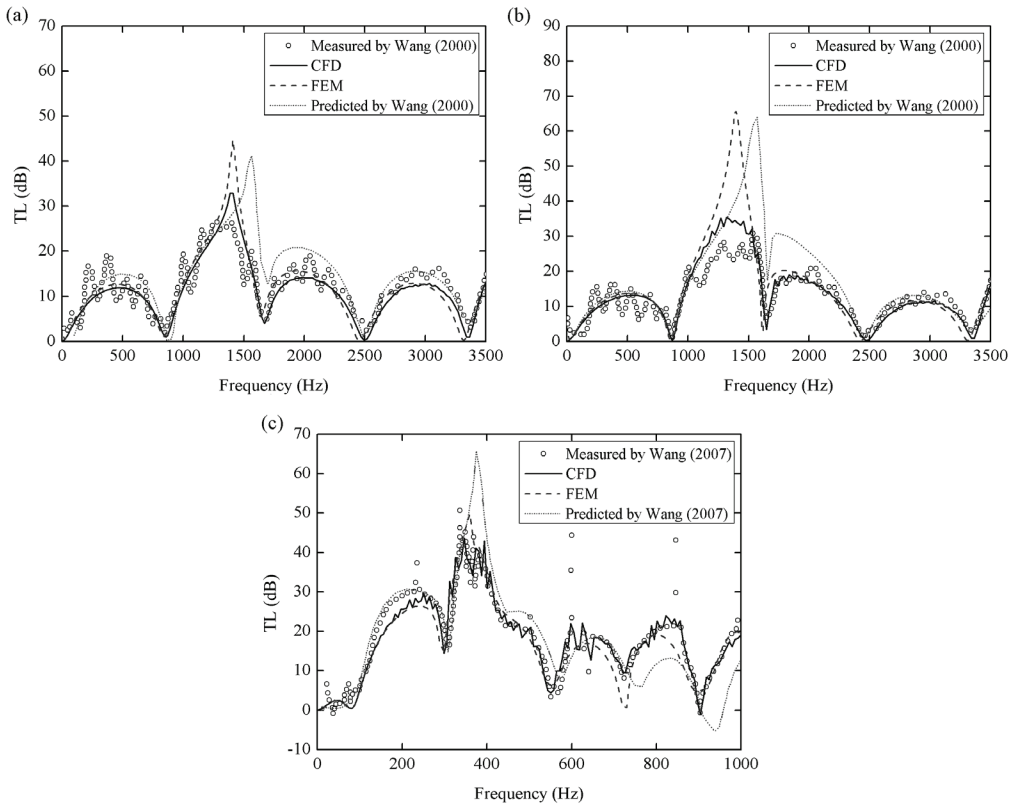 (a)
70
60
50
40
30
20
10
0
TL (dB)
Measured by Wang (2000)
CFD
FEM
Predicted by Wang (2000)
0 500 1000 1500 2000 2500 3000 3500
Frequency (Hz)
(b)
90
80
70
60
50
40
30
20
10
0
TL (dB)
Measured by Wang (2000)
CFD
FEM
Predicted by Wang (2000)
0 500 1000 1500 2000 2500 3000 3500
Frequency (Hz)
(c)
70
60
50
40
30
20
10
0
-10
TL (dB)
Measured by Wang (2007)
CFD
FEM
Predicted by Wang (2007)
0 200 400 600 800 1000
Frequency (Hz)